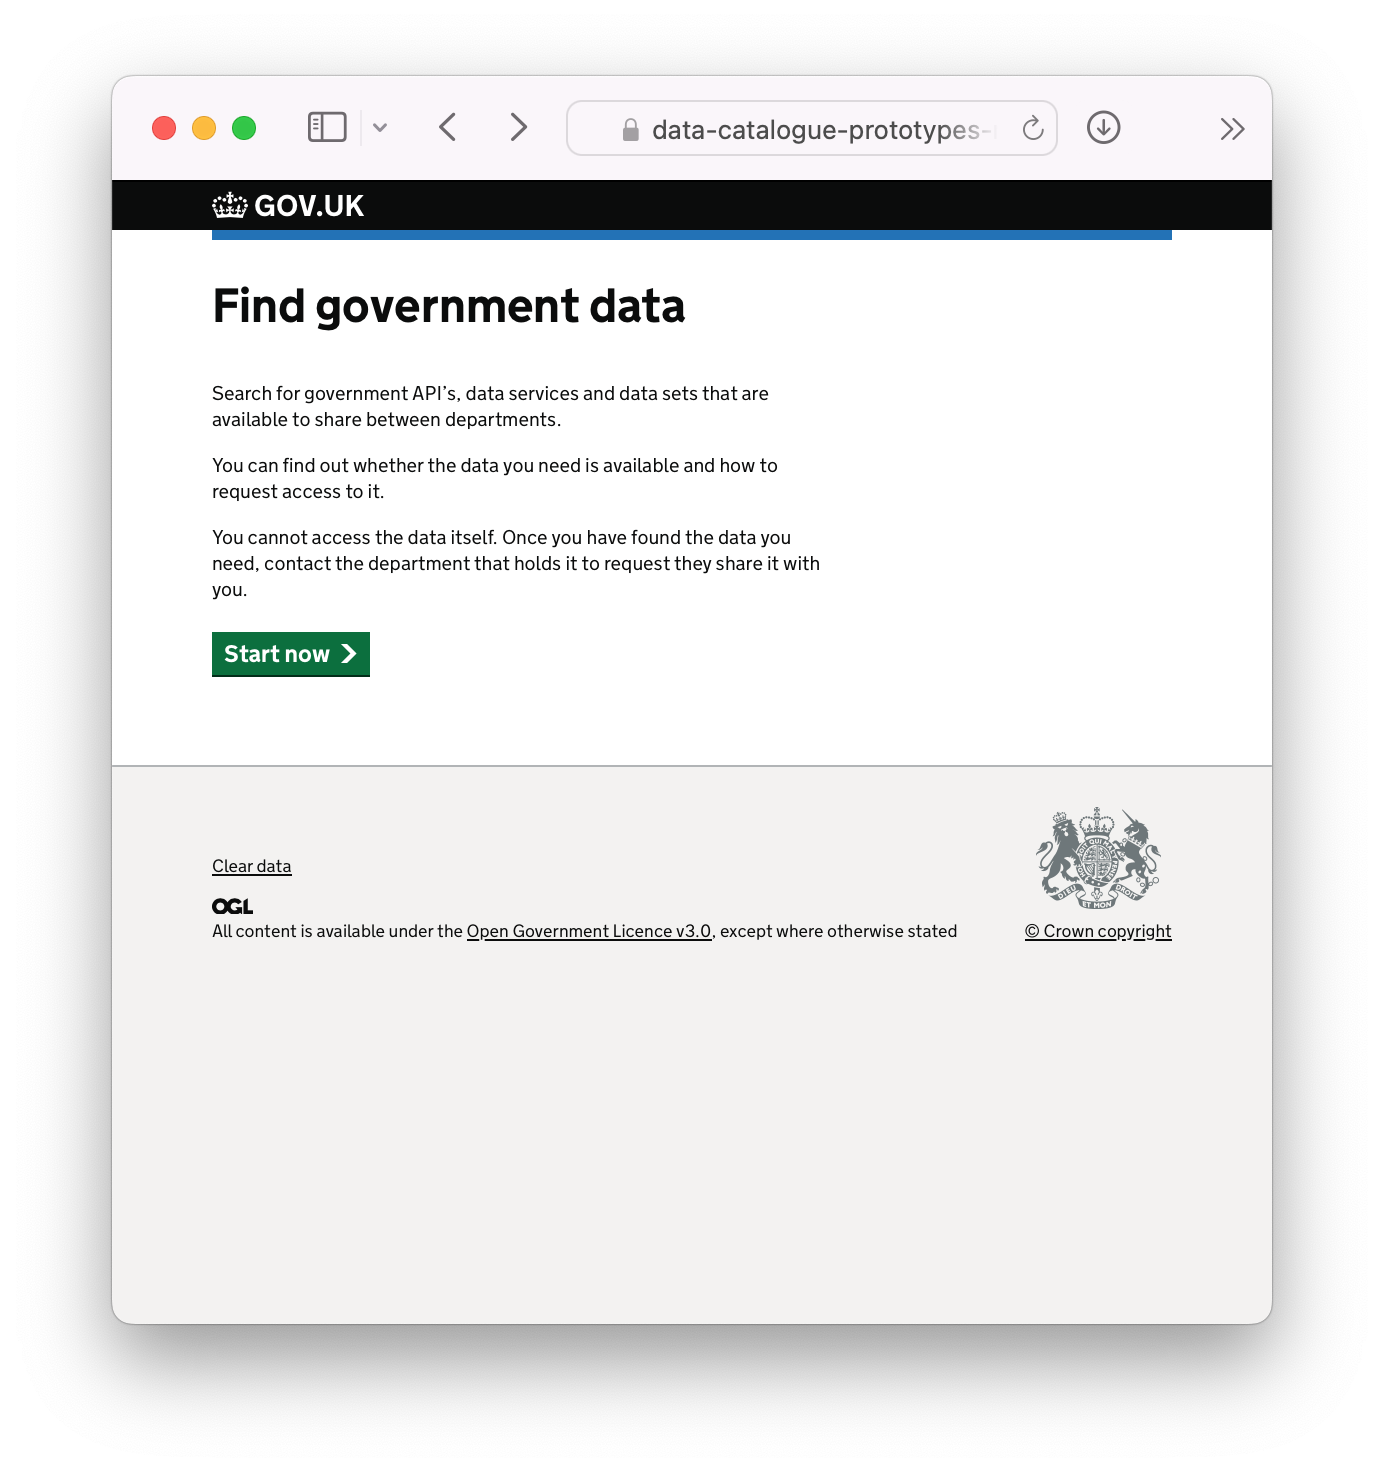 data-catalogue-prototypes-
GOV.UK
Find government data
Search for government API’s, data services and data sets that are
available to share between departments.
You can find out whether the data you need is available and how to
request access to it.
You cannot access the data itself. Once you have found the data you
need, contact the department that holds it to request they share it with
you.
Start now
Clear data
OGL
All content is available under the Open Government Licence v3.0, except where otherwise stated
DIEU ET MON DROIT
© Crown copyright